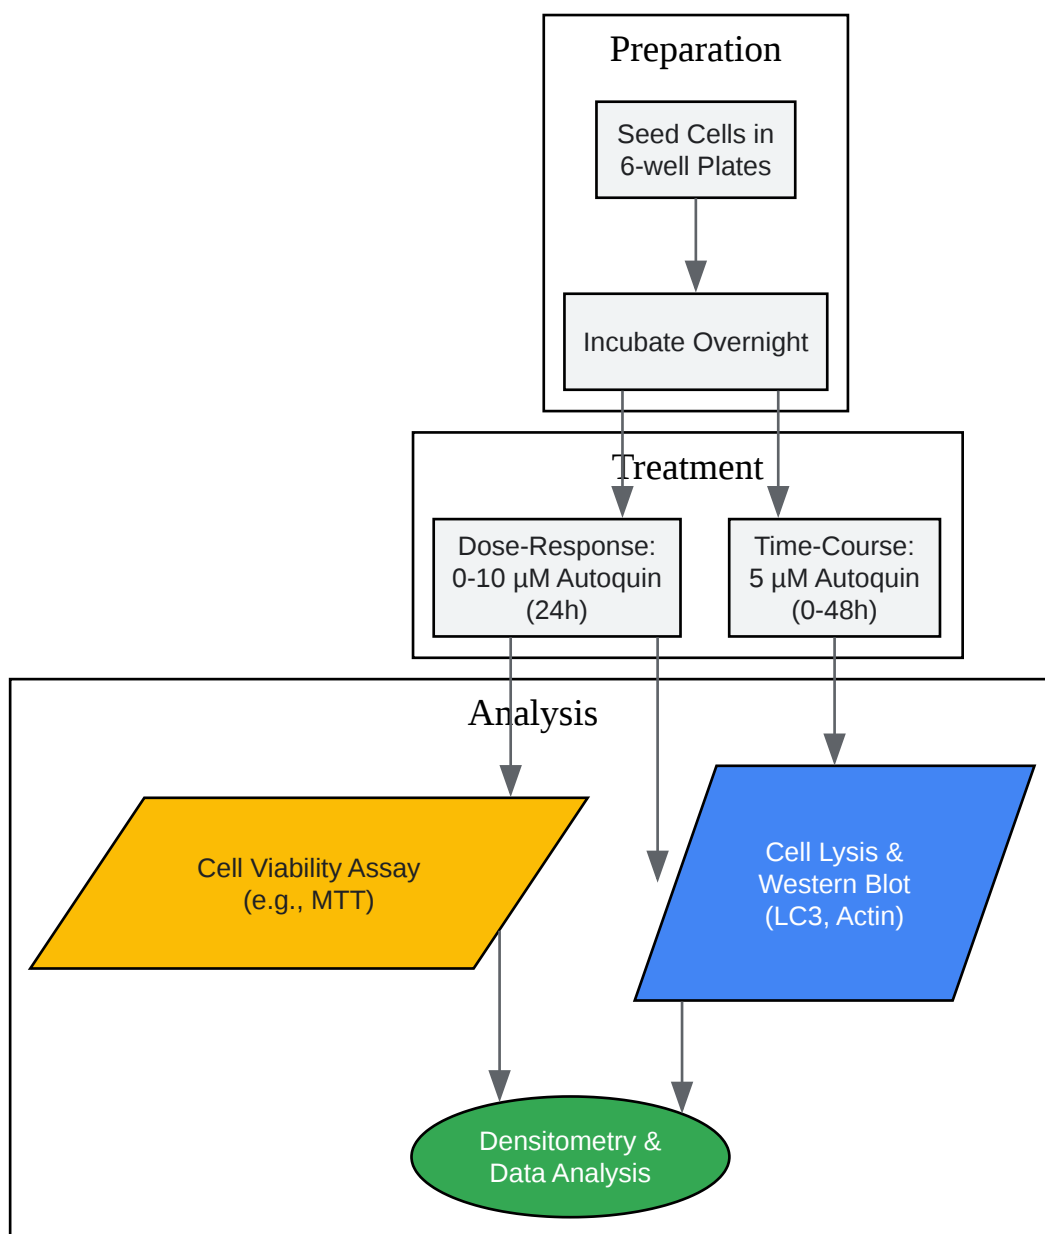 Preparation
Seed Cells in
6-well Plates
Incubate Overnight
Treatment
Dose-Response:
0-10 µM Autoquin
(24h)
Time-Course:
5 µM Autoquin
(0-48h)
Analysis
Cell Viability Assay
(e.g., MTT)
Cell Lysis &
Western Blot
(LC3, Actin)
Densitometry &
Data Analysis